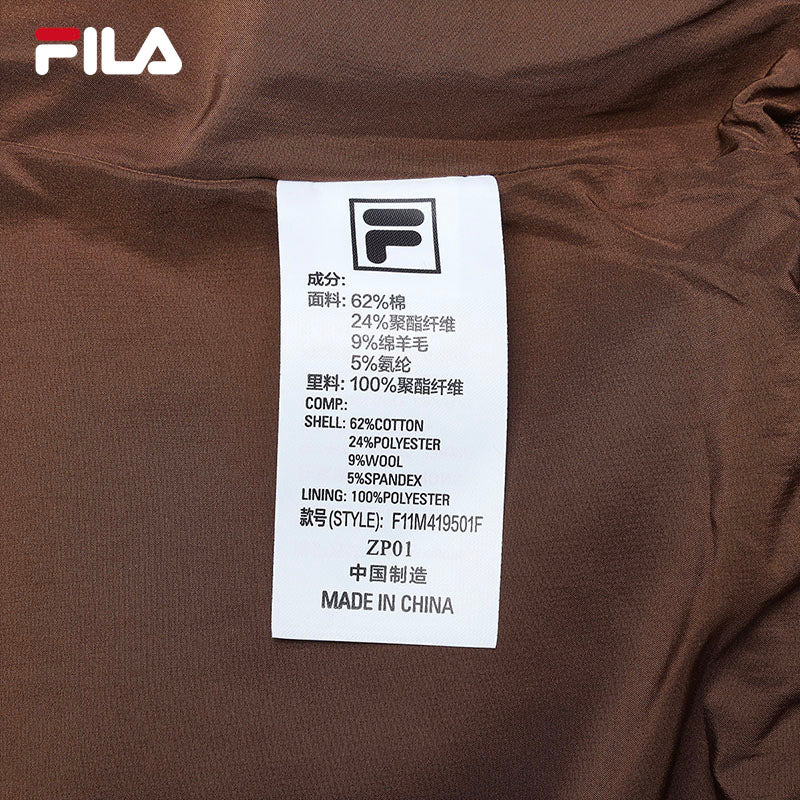 FILA
F
成分:
面料: 62%棉
24%聚酯纤维
9%绵羊毛
5%氨纶
里料: 100%聚酯纤维
COMP.:
SHELL: 62%COTTON
24%POLYESTER
9%WOOL
5%SPANDEX
LINING: 100%POLYESTER
款号(STYLE): F11M419501F
ZP01
中国制造
MADE IN CHINA